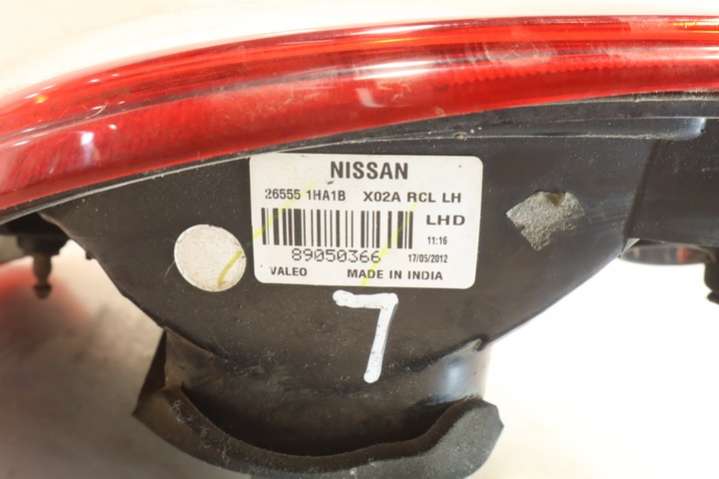 NISSAN
26555 1HA1B X02A RCL LH
LHD
11:16
89050366 17/05/2012
VALEO MADE IN INDIA
7